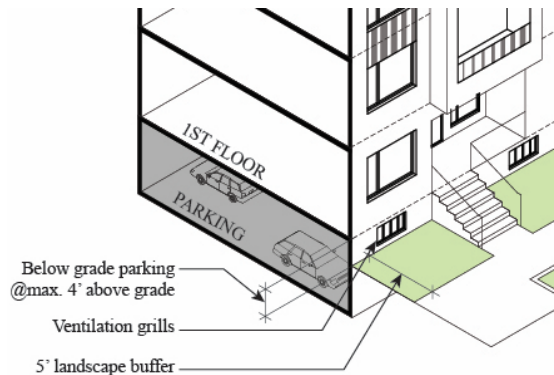 1ST FLOOR
PARKING
Below grade parking
@max. 4' above grade
Ventilation grills
5' landscape buffer